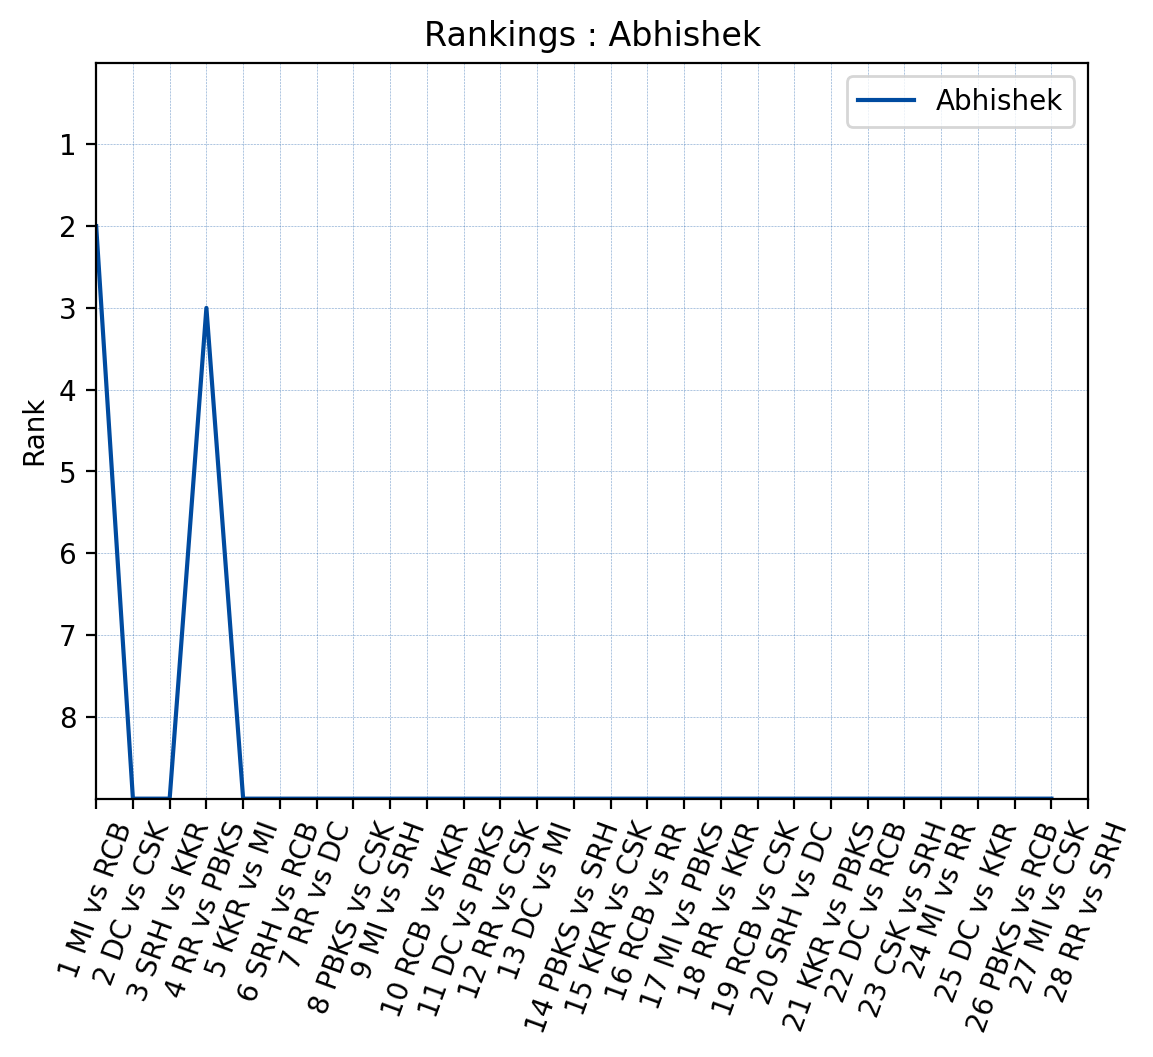 Rankings : Abhishek
Abhishek
Rank
1
2
3
4
5
6
7
8
1 MI vs RCB
2 DC vs CSK
3 SRH vs KKR
4 RR vs PBKS
5 KKR vs MI
6 SRH vs RCB
7 RR vs DC
8 PBKS vs CSK
9 MI vs SRH
10 RCB vs KKR
11 DC vs PBKS
12 RR vs CSK
13 DC vs MI
14 PBKS vs SRH
15 KKR vs CSK
16 RCB vs RR
17 MI vs PBKS
18 RR vs KKR
19 RCB vs CSK
20 SRH vs DC
21 KKR vs PBKS
22 DC vs RCB
23 CSK vs SRH
24 MI vs RR
25 DC vs KKR
26 PBKS vs RCB
27 MI vs CSK
28 RR vs SRH